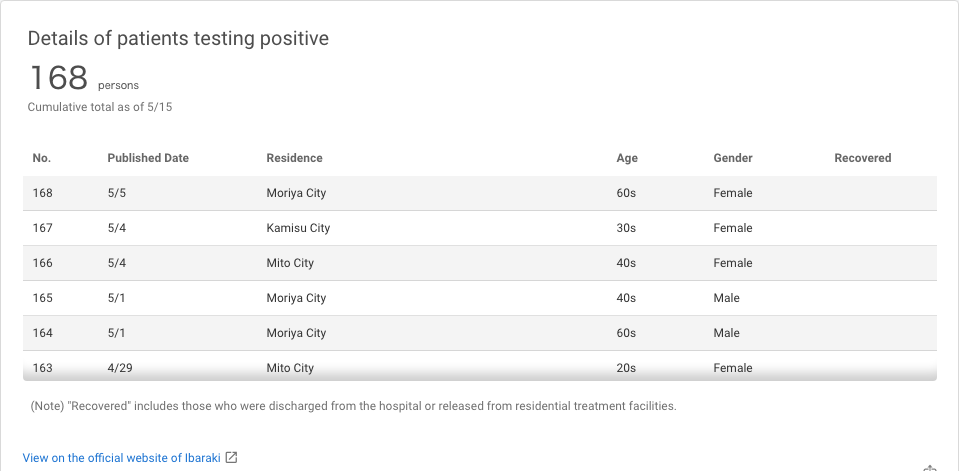 Details of patients testing positive
168 persons
Cumulative total as of 5/15
No. Published Date Residence Age Gender Recovered
168 5/5 Moriya City 60s Female
167 5/4 Kamisu City 30s Female
166 5/4 Mito City 40s Female
165 5/1 Moriya City 40s Male
164 5/1 Moriya City 60s Male
163 4/29 Mito City 20s Female
(Note) "Recovered" includes those who were discharged from the hospital or released from residential treatment facilities.
View on the official website of Ibaraki